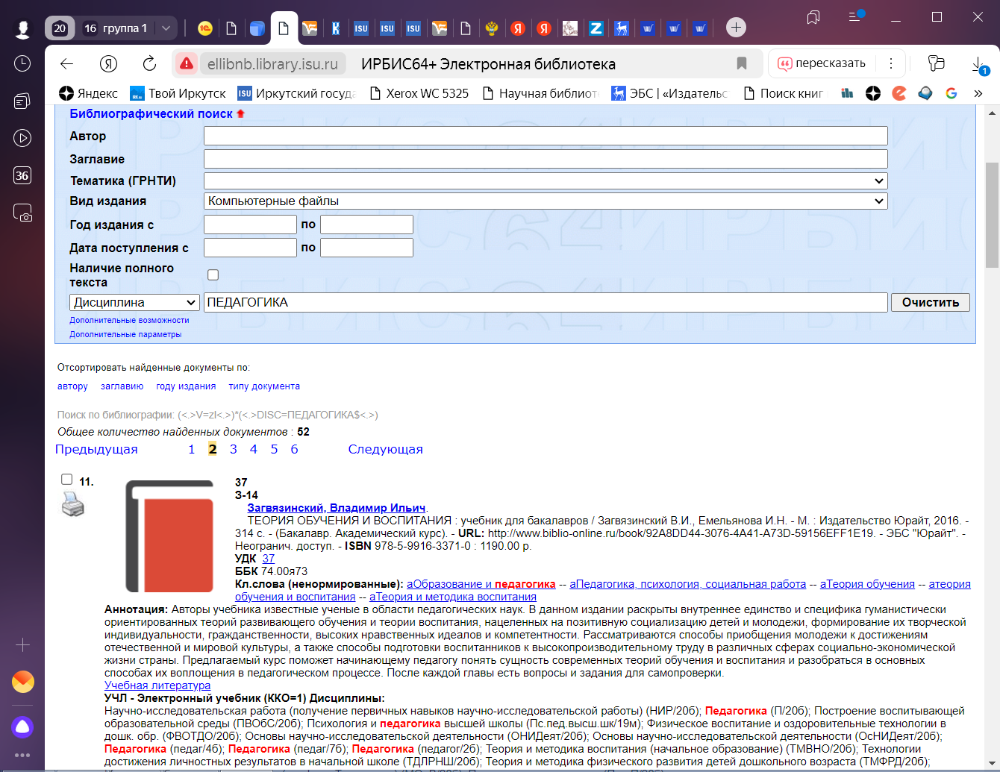 20
16 группа 1
ISU
ISU
ISU
Я
Я
Z
ellibnb.library.isu.ru
ИРБИС64+ Электронная библиотека
пересказать
1
Яндекс
Твой Иркутск
ISU Иркутский госуда
Xerox WC 5325
Научная библиот
ЭБС | «Издательс
Поиск книг
36
Библиографический поиск
Автор
Заглавие
Тематика (ГРНТИ)
Вид издания Компьютерные файлы
Год издания с по
Дата поступления с по
Наличие полного
текста
Дисциплина ПЕДАГОГИКА Очистить
Дополнительные возможности
Дополнительные параметры
Отсортировать найденные документы по:
автору заглавию году издания типу документа
Поиск по библиографии: (<.>V=zl<.>)*(<.>DISC=ПЕДАГОГИКА$<.>)
Общее количество найденных документов : 52
Предыдущая 1 2 3 4 5 6 Следующая
11.
37
З-14
Загвязинский, Владимир Ильич.
ТЕОРИЯ ОБУЧЕНИЯ И ВОСПИТАНИЯ : учебник для бакалавров / Загвязинский В.И., Емельянова И.Н. - М. : Издательство Юрайт, 2016. -
314 с. - (Бакалавр. Академический курс). - URL: http://www.biblio-online.ru/book/92A8DD44-3076-4A41-A73D-59156EFF1E19. - ЭБС "Юрайт". -
Неогранич. доступ. - ISBN 978-5-9916-3371-0 : 1190.00 р.
УДК 37
ББК 74.00я73
Кл.слова (ненормированные): аОбразование и педагогика -- аПедагогика, психология, социальная работа -- аТеория обучения -- атеория
обучения и воспитания -- аТеория и методика воспитания
Аннотация: Авторы учебника известные ученые в области педагогических наук. В данном издании раскрыты внутреннее единство и специфика гуманистически
ориентированных теорий развивающего обучения и теории воспитания, нацеленных на позитивную социализацию детей и молодежи, формирование их творческой
индивидуальности, гражданственности, высоких нравственных идеалов и компетентности. Рассматриваются способы приобщения молодежи к достижениям
отечественной и мировой культуры, а также способы подготовки воспитанников к высокопроизводительному труду в различных сферах социально-экономической
жизни страны. Предлагаемый курс поможет начинающему педагогу понять сущность современных теорий обучения и воспитания и разобраться в основных
способах их воплощения в педагогическом процессе. После каждой главы есть вопросы и задания для самопроверки.
Учебная литература
УЧЛ - Электронный учебник (ККО=1) Дисциплины:
Научно-исследовательская работа (получение первичных навыков научно-исследовательской работы) (НИР/20б); Педагогика (П/20б); Построение воспитывающей
образовательной среды (ПВОбС/20б); Психология и педагогика высшей школы (Пс.пед.высш.шк/19м); Физическое воспитание и оздоровительные технологии в
дошк. обр. (ФВОТДО/20б); Основы научно-исследовательской деятельности (ОНИДеят/20б); Основы научно-исследовательской деятельности (ОсНИДеят/20б);
Педагогика (педаг/4б); Педагогика (педаг/7б); Педагогика (педагог/2б); Теория и методика воспитания (начальное образование) (ТМВНО/20б); Технологии
достижения личностных результатов в начальной школе (ТДЛРНШ/20б); Теория и методика физического развития детей дошкольного возраста (ТМФРД/20б);